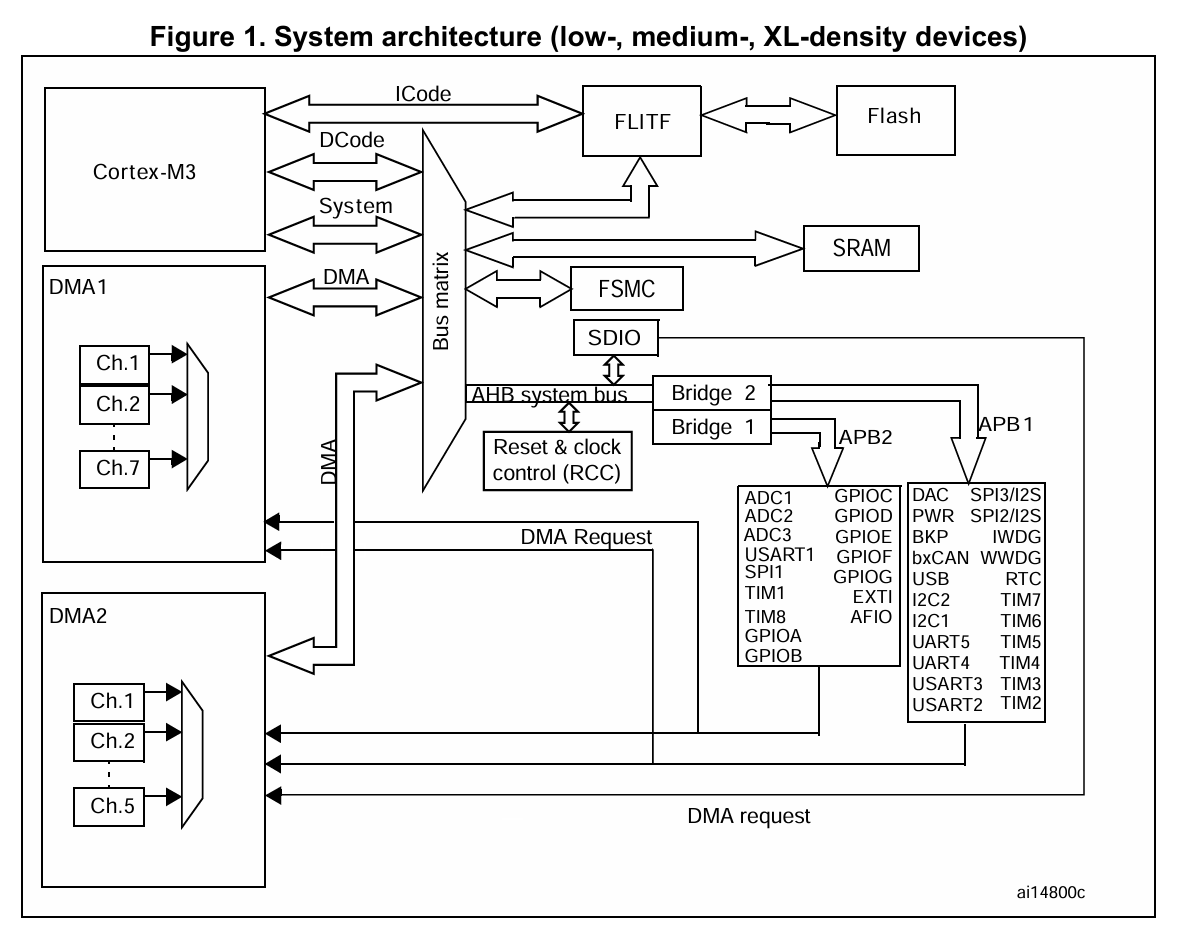 Figure 1. System architecture (low-, medium-, XL-density devices)
ICode
FLITF
Flash
Cortex-M3
DCode
System
SRAM
DMA1
DMA
FSMC
Bus matrix
SDIO
Ch.1
Ch.2
Ch.7
AHB system bus
Bridge 2
Bridge 1
APB2
APB1
Reset & clock
control (RCC)
DMA
ADC1 GPIOC
ADC2 GPIOD
ADC3 GPIOE
USART1 GPIOF
SPI1 GPIOG
TIM1 EXTI
TIM8 AFIO
GPIOA
GPIOB
DAC SPI3/I2S
PWR SPI2/I2S
BKP IWDG
bxCAN WWDG
USB RTC
I2C2 TIM7
I2C1 TIM6
UART5 TIM5
UART4 TIM4
USART3 TIM3
USART2 TIM2
DMA Request
DMA2
Ch.1
Ch.2
Ch.5
DMA request
ai14800c